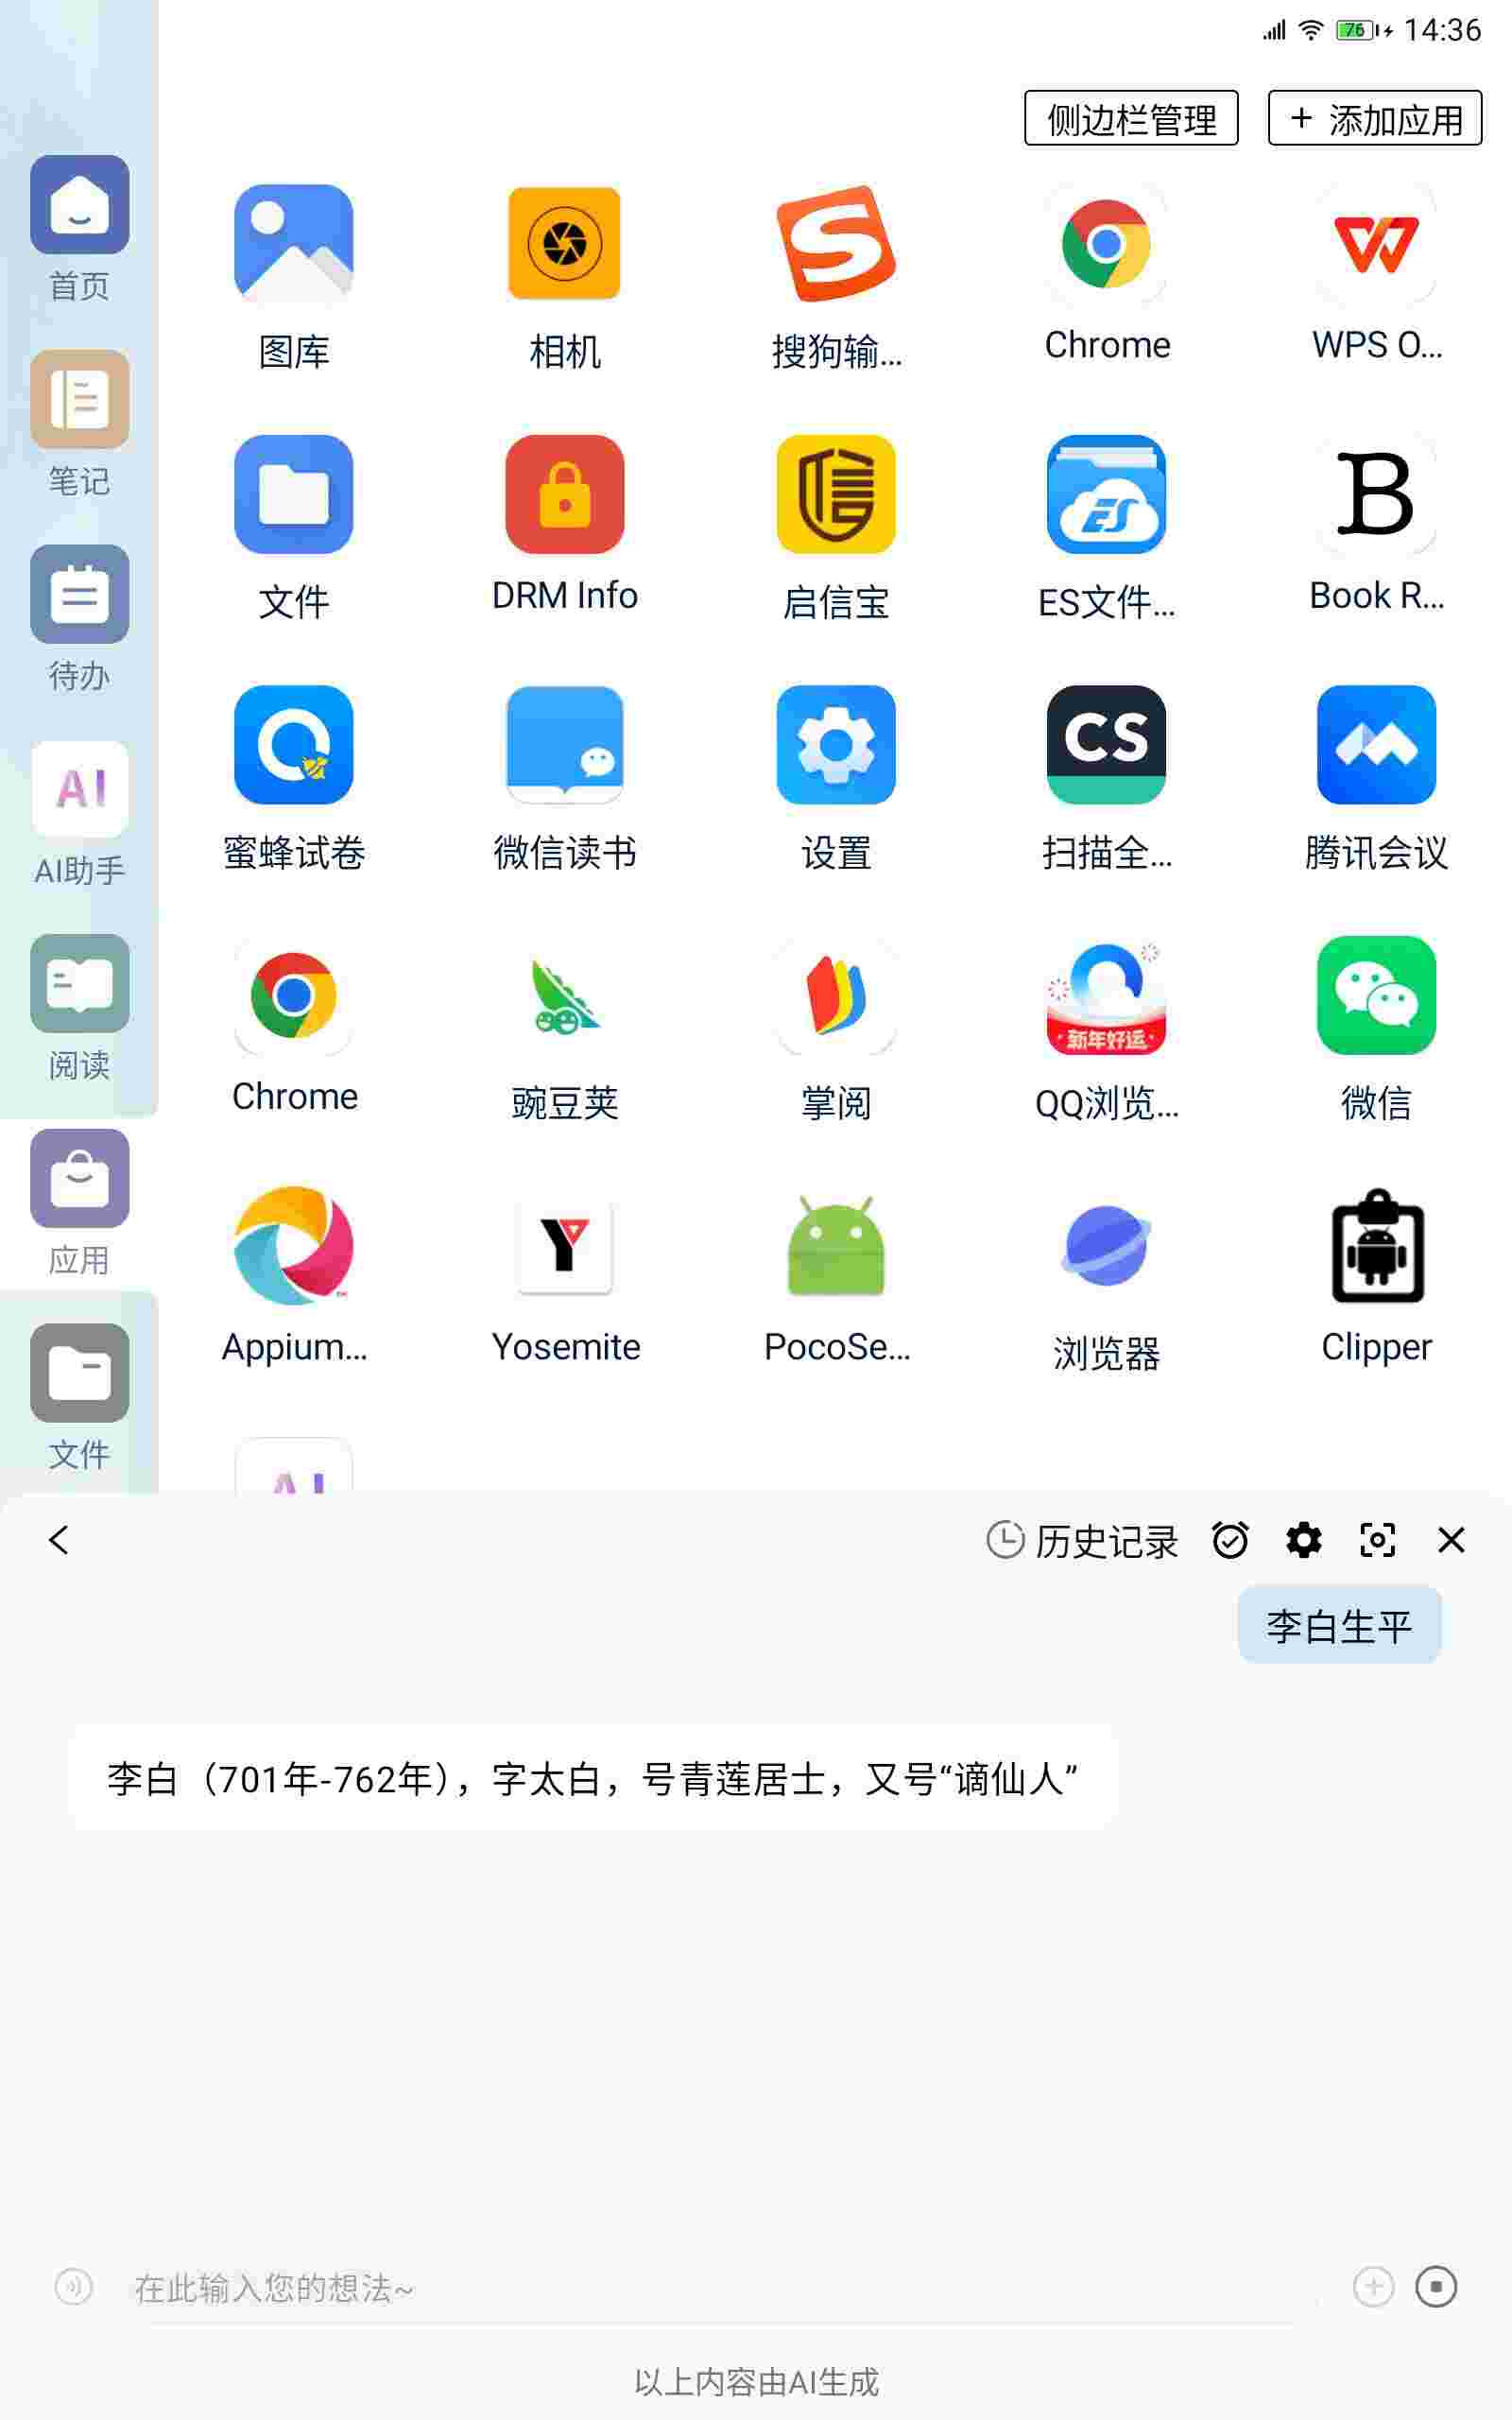 76 14:36
侧边栏管理 + 添加应用
首页
图库 相机 搜狗输... Chrome WPS O...
笔记
文件 DRM Info 启信宝 ES文件... Book R...
待办
CS
AI
AI助手
蜜蜂试卷 微信读书 设置 扫描全... 腾讯会议
阅读
新年好运
Chrome 豌豆荚 掌阅 QQ浏览... 微信
应用
Appium... Yosemite PocoSe... 浏览器 Clipper
文件
AI
历史记录
李白生平
李白（701年-762年），字太白，号青莲居士，又号“谪仙人”
在此输入您的想法~
以上内容由AI生成